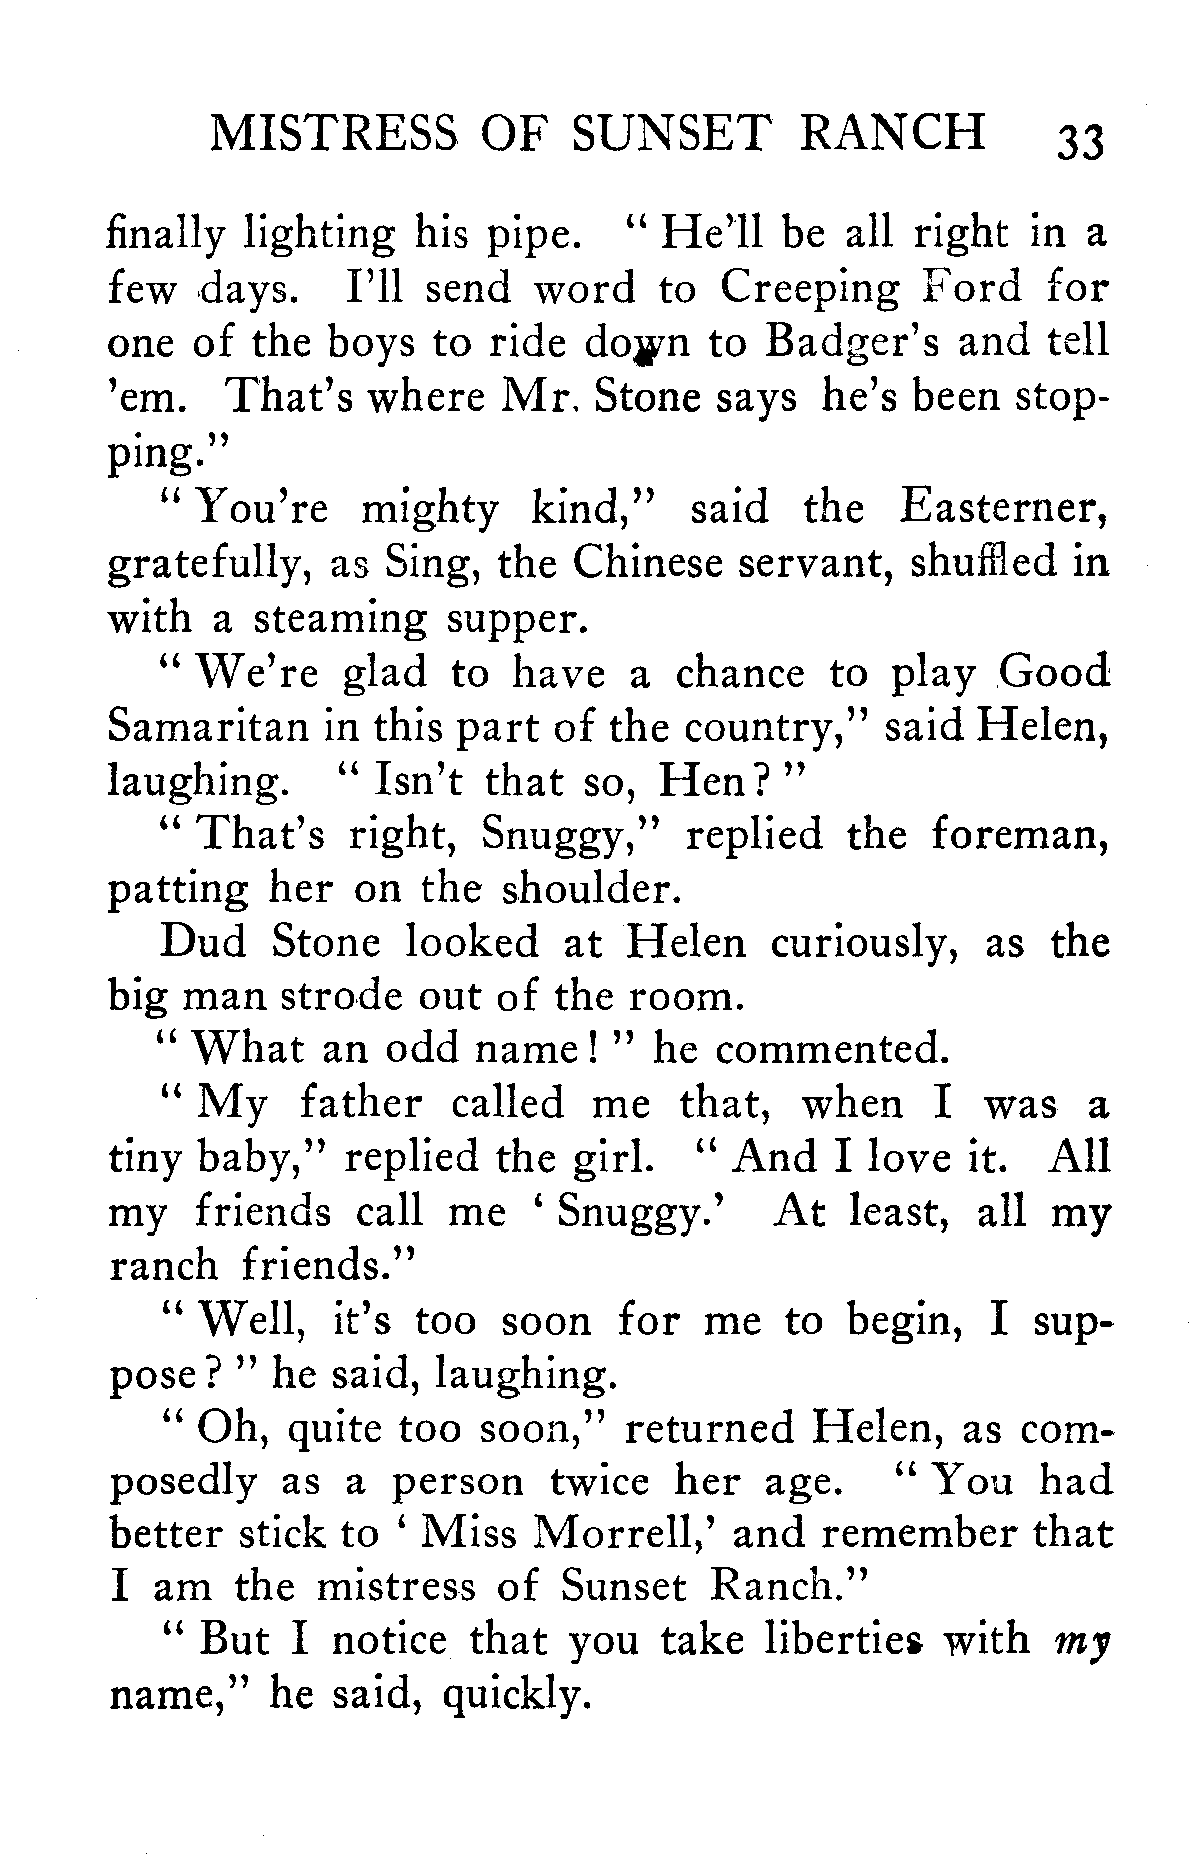 MISTRESS OF SUNSET RANCH 33
finally lighting his pipe. “ He’ll be all right in a
few days. I’ll send word to Creeping Ford for
one of the boys to ride down to Badger’s and tell
’em. That’s where Mr. Stone says he’s been stop-
ping.”
“ You’re mighty kind,” said the Easterner,
gratefully, as Sing, the Chinese servant, shuffled in
with a steaming supper.
“ We’re glad to have a chance to play Good
Samaritan in this part of the country,” said Helen,
laughing. “ Isn’t that so, Hen? ”
“ That’s right, Snuggy,” replied the foreman,
patting her on the shoulder.
Dud Stone looked at Helen curiously, as the
big man strode out of the room.
“ What an odd name! ” he commented.
“ My father called me that, when I was a
tiny baby,” replied the girl. “ And I love it. All
my friends call me ‘ Snuggy.’ At least, all my
ranch friends.”
“ Well, it’s too soon for me to begin, I sup-
pose? ” he said, laughing.
“ Oh, quite too soon,” returned Helen, as com-
posedly as a person twice her age. “ You had
better stick to ‘ Miss Morrell,’ and remember that
I am the mistress of Sunset Ranch.”
“ But I notice that you take liberties with my
name,” he said, quickly.